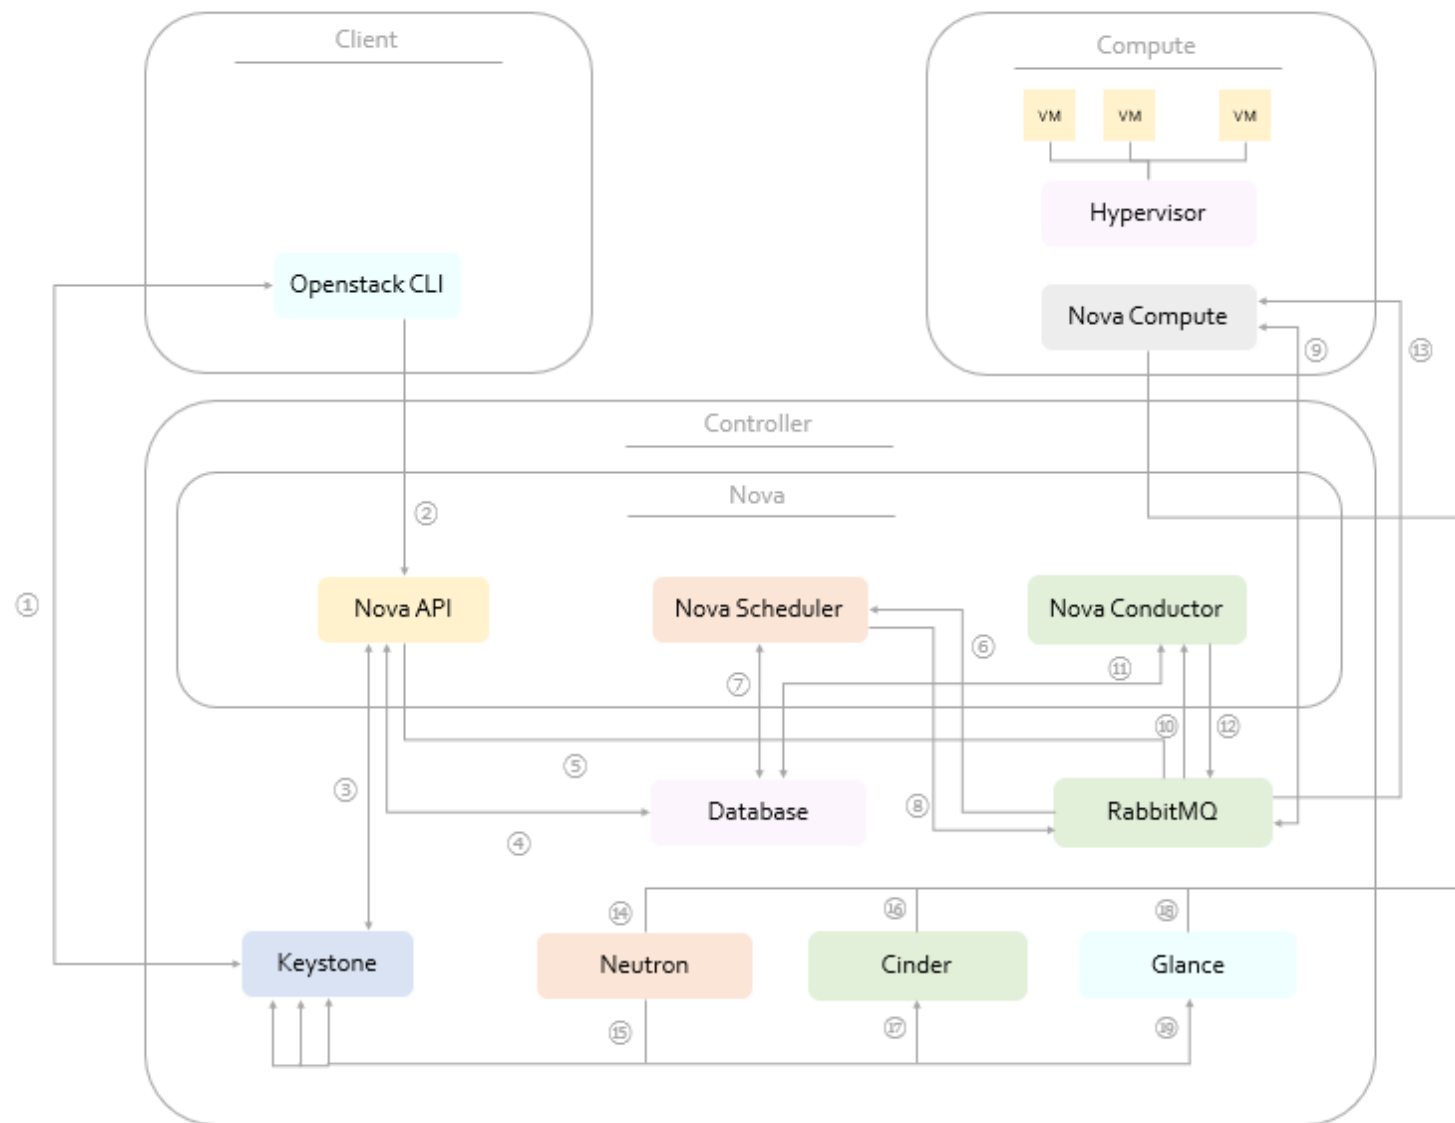 Client
Compute
VM
VM
VM
Hypervisor
Openstack CLI
Nova Compute
⑨
⑬
Controller
Nova
②
①
Nova API
Nova Scheduler
Nova Conductor
⑥
⑪
⑦
⑩
⑫
⑤
③
⑧
Database
RabbitMQ
④
⑭
⑯
⑱
Keystone
Neutron
Cinder
Glance
⑮
⑰
⑲